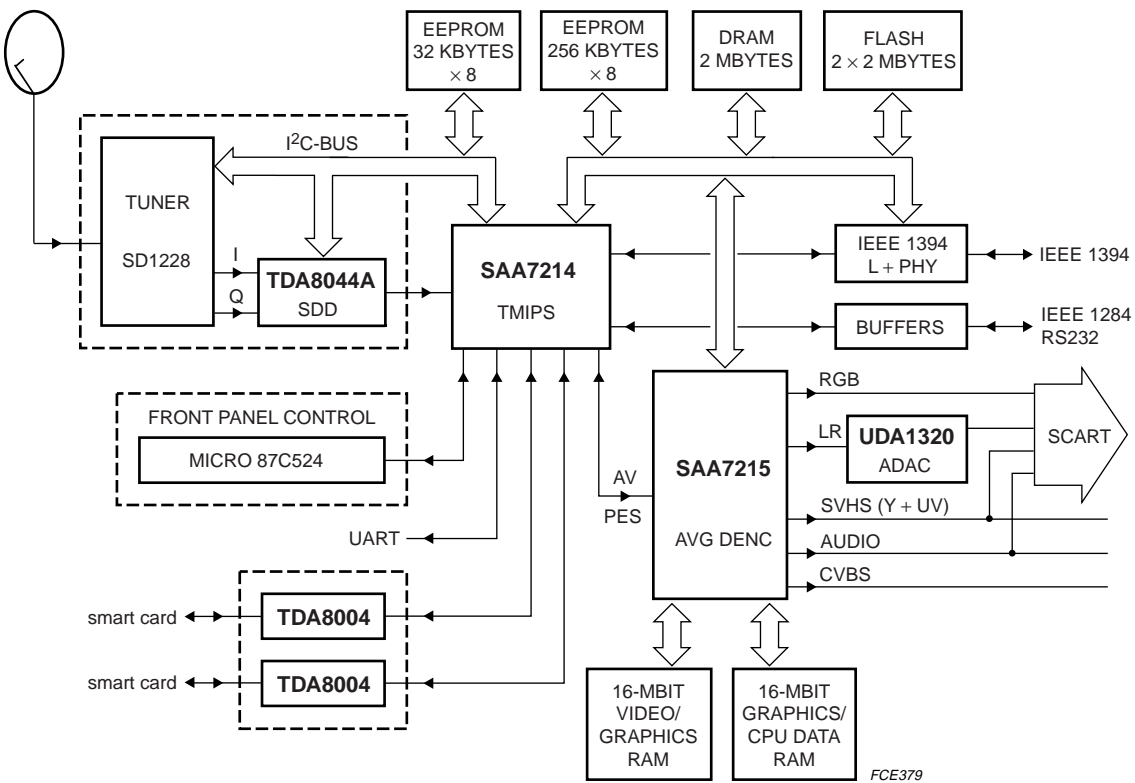 EEPROM
32 KBYTES
× 8
EEPROM
256 KBYTES
× 8
DRAM
2 MBYTES
FLASH
2 × 2 MBYTES
I²C-BUS
TUNER
SD1228
I
Q
TDA8044A
SDD
SAA7214
TMIPS
IEEE 1394
L + PHY
IEEE 1394
BUFFERS
IEEE 1284
RS232
FRONT PANEL CONTROL
MICRO 87C524
UART
smart card
TDA8004
smart card
TDA8004
AV
PES
SAA7215
AVG DENC
RGB
LR
UDA1320
ADAC
SCART
SVHS (Y + UV)
AUDIO
CVBS
16-MBIT
VIDEO/
GRAPHICS
RAM
16-MBIT
GRAPHICS/
CPU DATA
RAM
FCE379